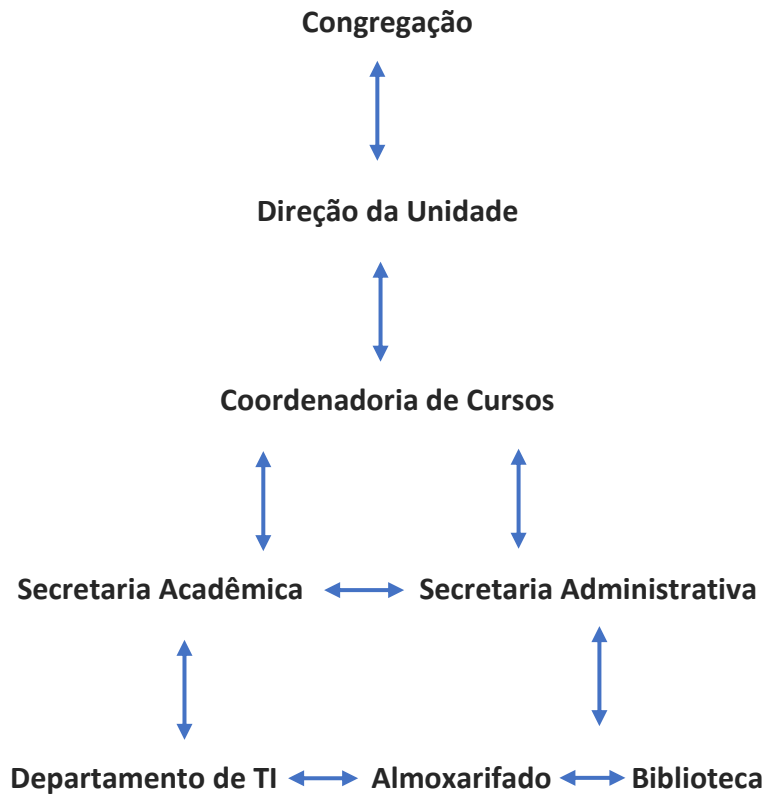 Congregação
Direção da Unidade
Coordenadoria de Cursos
Secretaria Acadêmica Secretaria Administrativa
Departamento de TI Almoxarifado Biblioteca